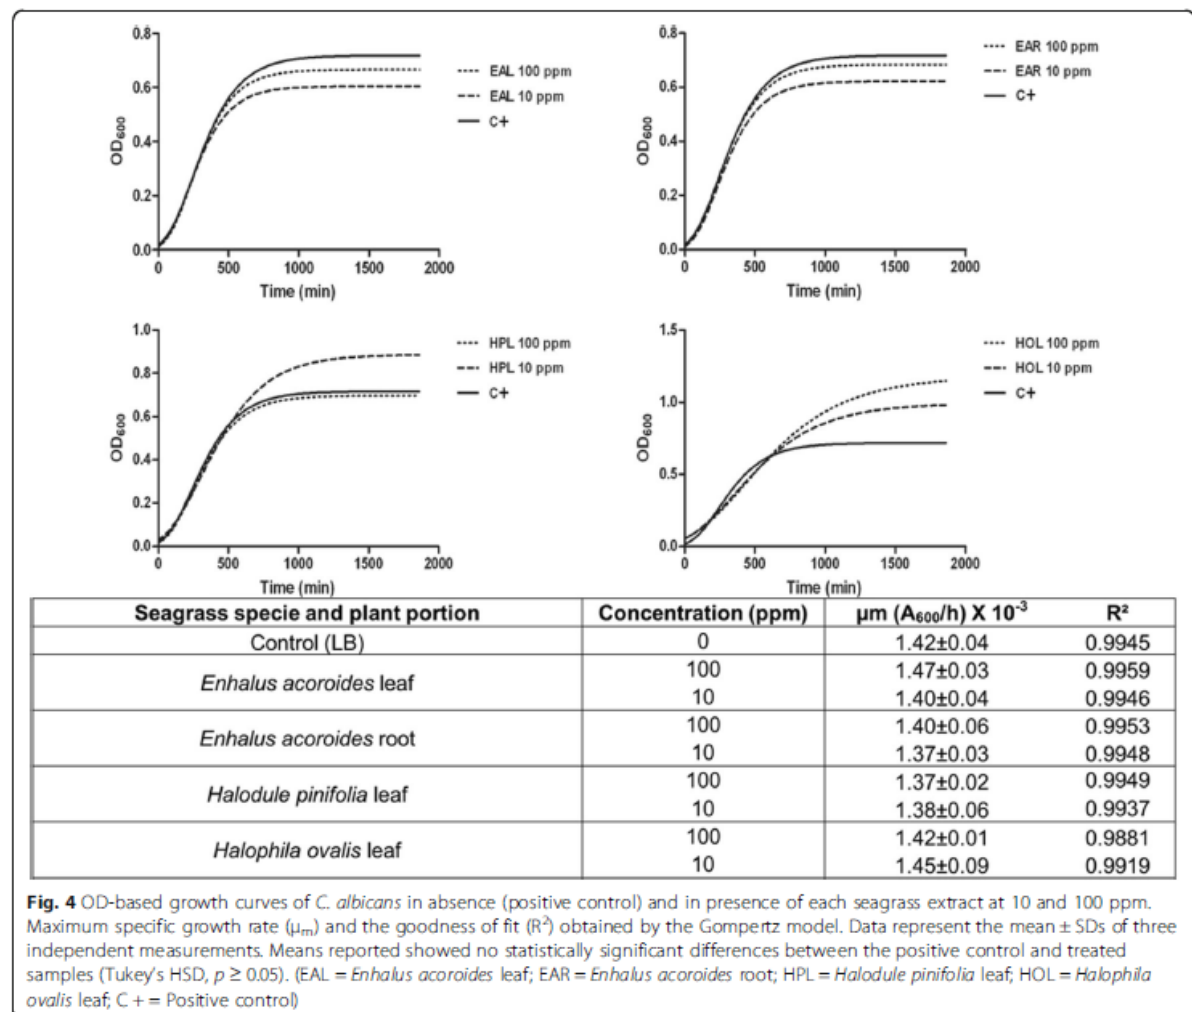 0.8
0.6
0.4
0.2
0.0
OD600
0 500 1000 1500 2000
Time (min)
EAL 100 ppm
EAL 10 ppm
C+
0.8
0.6
0.4
0.2
0.0
OD600
0 500 1000 1500 2000
Time (min)
EAR 100 ppm
EAR 10 ppm
C+
1.0
0.8
0.6
0.4
0.2
0.0
OD600
0 500 1000 1500 2000
Time (min)
HPL 100 ppm
HPL 10 ppm
C+
1.5
1.0
0.5
0.0
OD600
0 500 1000 1500 2000
Time (min)
HOL 100 ppm
HOL 10 ppm
C+
Seagrass specie and plant portion Concentration (ppm) μm (A600/h) X 10-3 R²
Control (LB) 0 1.42±0.04 0.9945
Enhalus acoroides leaf 100 1.47±0.03 0.9959
10 1.40±0.04 0.9946
Enhalus acoroides root 100 1.40±0.06 0.9953
10 1.37±0.03 0.9948
Halodule pinifolia leaf 100 1.37±0.02 0.9949
10 1.38±0.06 0.9937
Halophila ovalis leaf 100 1.42±0.01 0.9881
10 1.45±0.09 0.9919
Fig. 4 OD-based growth curves of C. albicans in absence (positive control) and in presence of each seagrass extract at 10 and 100 ppm.
Maximum specific growth rate (μm) and the goodness of fit (R2) obtained by the Gompertz model. Data represent the mean ± SDs of three
independent measurements. Means reported showed no statistically significant differences between the positive control and treated
samples (Tukey's HSD, p ≥ 0.05). (EAL = Enhalus acoroides leaf; EAR = Enhalus acoroides root; HPL = Halodule pinifolia leaf; HOL = Halophila
ovalis leaf; C + = Positive control)